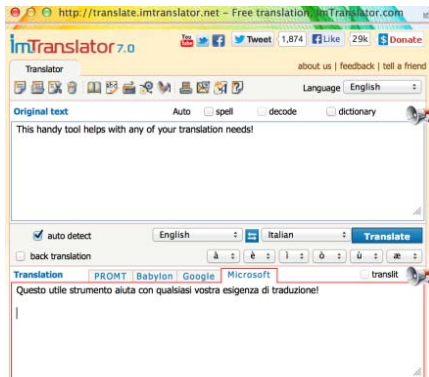 http://translate.imtranslator.net – Free translation, imTranslator.com
imTranslator 7.0
You Tube Tweet 1,874 Like 29k $ Donate
Translator about us | feedback | tell a friend
Language English
Original text Auto spell decode dictionary
This handy tool helps with any of your translation needs!
auto detect English Italian Translate
back translation à è ì ò ù æ
Translation PROMT Babylon Google Microsoft translit
Questo utile strumento aiuta con qualsiasi vostra esigenza di traduzione!